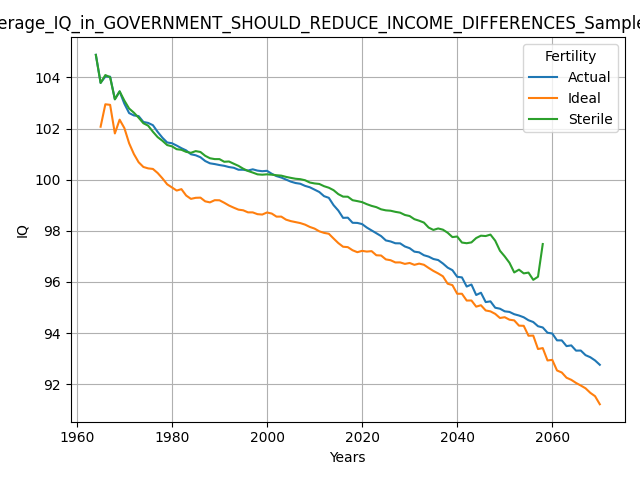 erage_IQ_in_GOVERNMENT_SHOULD_REDUCE_INCOME_DIFFERENCES_Sample
Fertility
Actual
Ideal
Sterile
104
102
100
98
96
94
92
IQ
1960
1980
2000
2020
2040
2060
Years